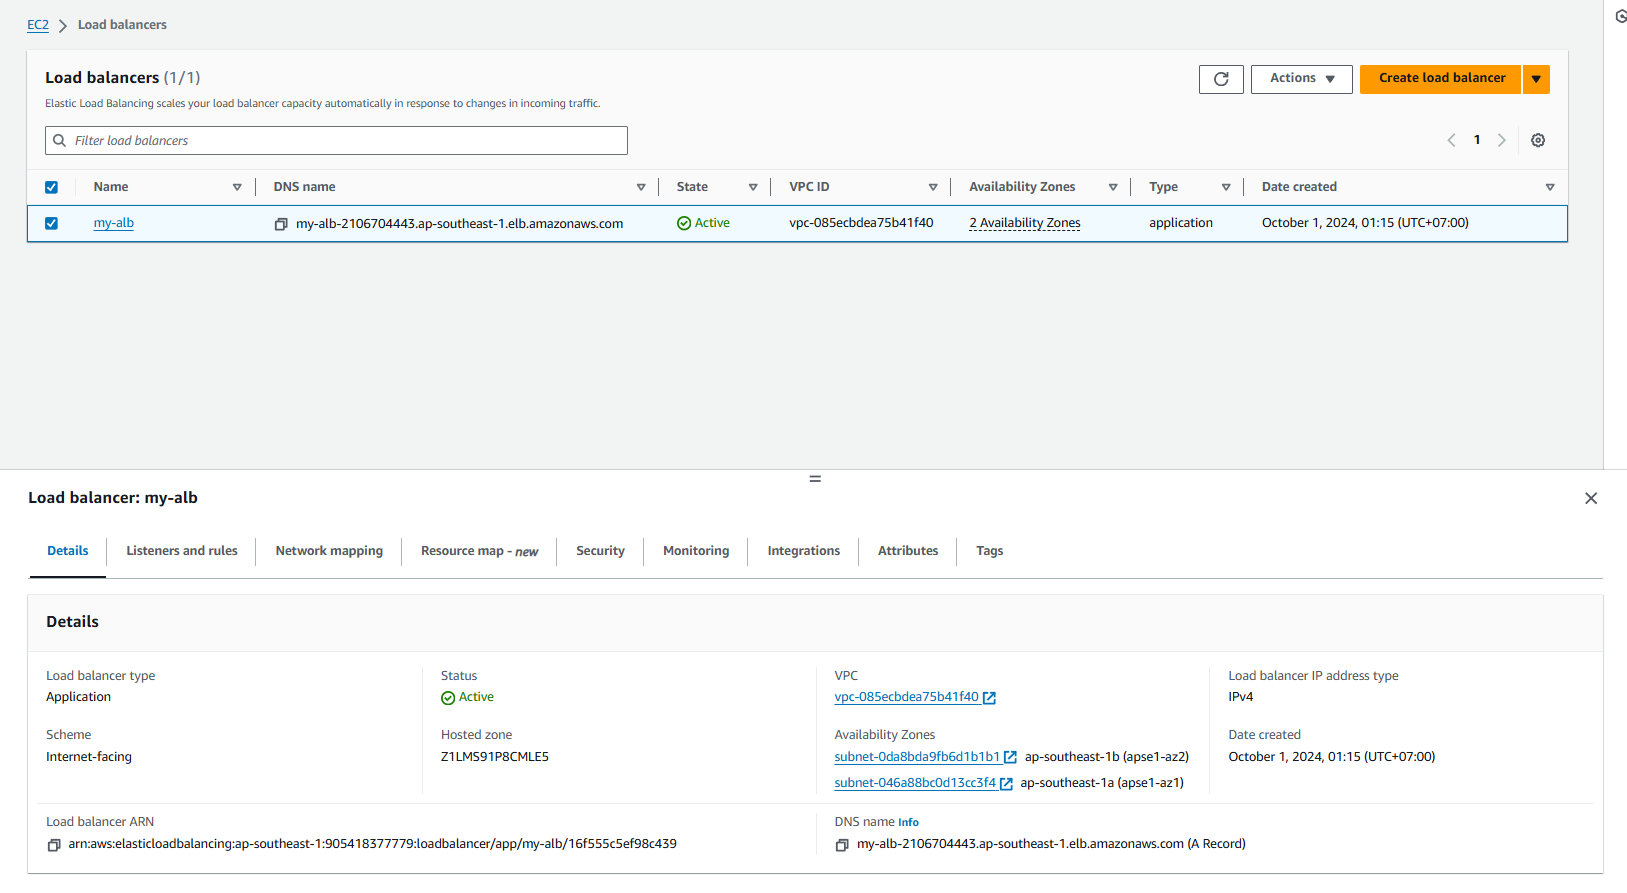 EC2 Load balancers
Load balancers (1/1)
Actions
Create load balancer
Elastic Load Balancing scales your load balancer capacity automatically in response to changes in incoming traffic.
Filter load balancers
1
Name DNS name State VPC ID Availability Zones Type Date created
my-alb my-alb-2106704443.ap-southeast-1.elb.amazonaws.com Active vpc-085ecbdea75b41f40 2 Availability Zones application October 1, 2024, 01:15 (UTC+07:00)
Load balancer: my-alb
Details Listeners and rules Network mapping Resource map - new Security Monitoring Integrations Attributes Tags
Details
Load balancer type Status VPC Load balancer IP address type
Application Active vpc-085ecbdea75b41f40 IPv4
Scheme Hosted zone Availability Zones Date created
Internet-facing Z1LMS91P8CMLE5 subnet-0da8bda9fb6d1b1b1 ap-southeast-1b (apse1-az2) October 1, 2024, 01:15 (UTC+07:00)
subnet-046a88bc0d13cc3f4 ap-southeast-1a (apse1-az1)
Load balancer ARN DNS name Info
arn:aws:elasticloadbalancing:ap-southeast-1:905418377779:loadbalancer/app/my-alb/16f555c5ef98c439 my-alb-2106704443.ap-southeast-1.elb.amazonaws.com (A Record)